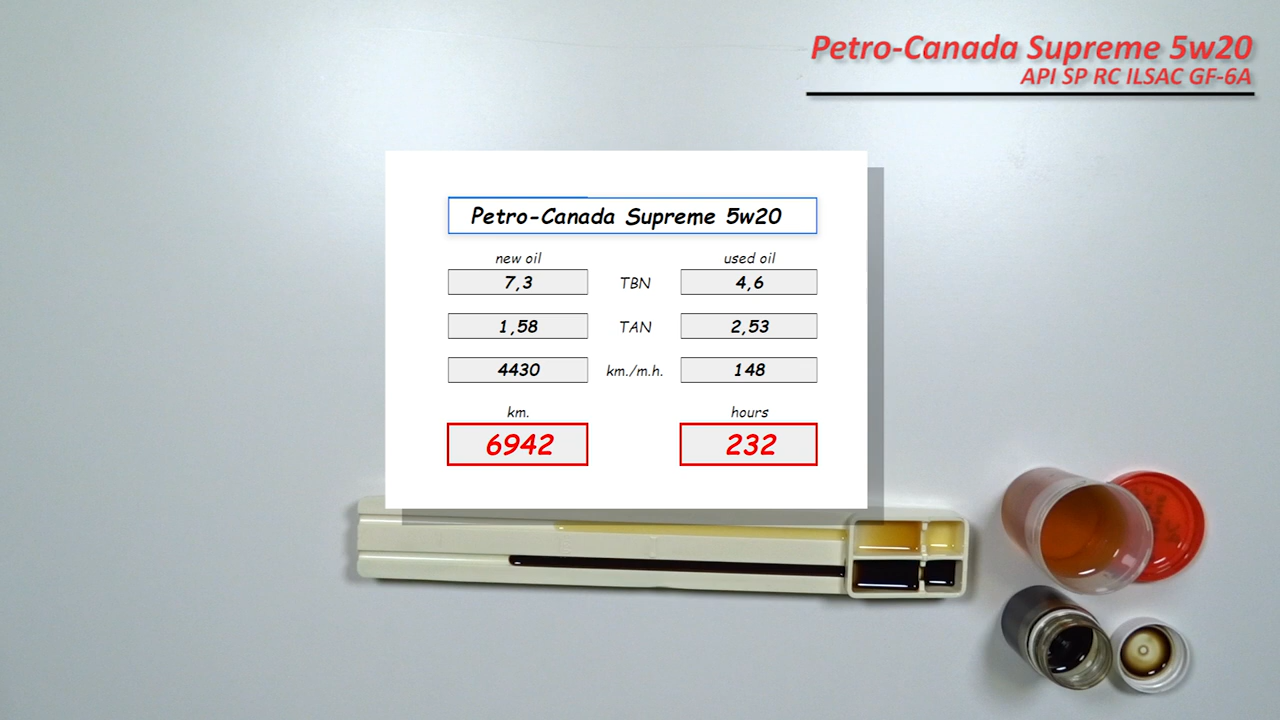 Petro-Canada Supreme 5w20
API SP RC ILSAC GF-6A
Petro-Canada Supreme 5w20
new oil used oil
7,3 TBN 4,6
1,58 TAN 2,53
4430 km./m.h. 148
km. hours
6942 232